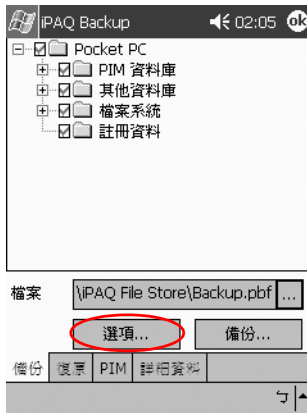 iPAQ Backup 02:05 ok
Pocket PC
PIM 資料庫
其他資料庫
檔案系統
註冊資料
檔案 \iPAQ File Store\Backup.pbf ...
選項... 備份...
備份 復原 PIM 詳細資料
ㄅ